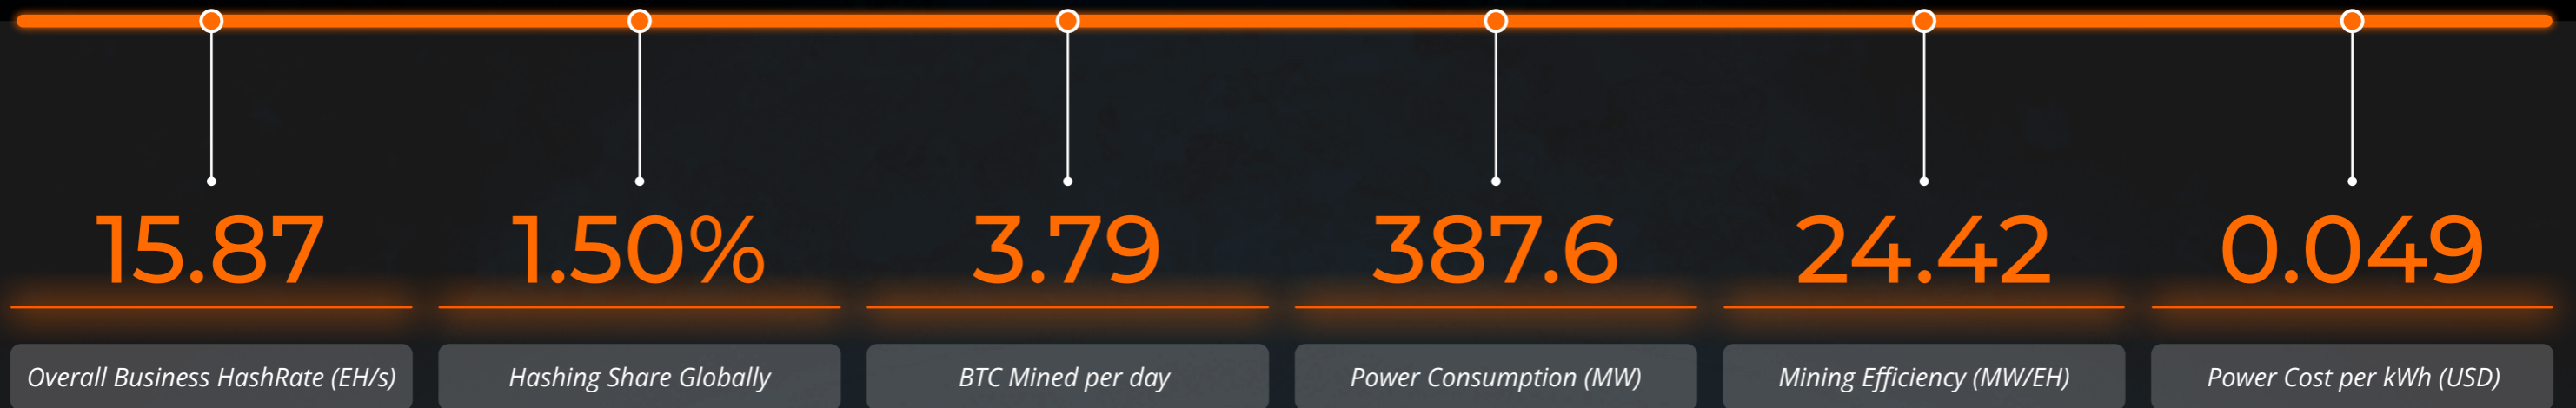 15.87
1.50%
3.79
387.6
24.42
0.049
Overall Business HashRate (EH/s)
Hashing Share Globally
BTC Mined per day
Power Consumption (MW)
Mining Efficiency (MW/EH)
Power Cost per kWh (USD)